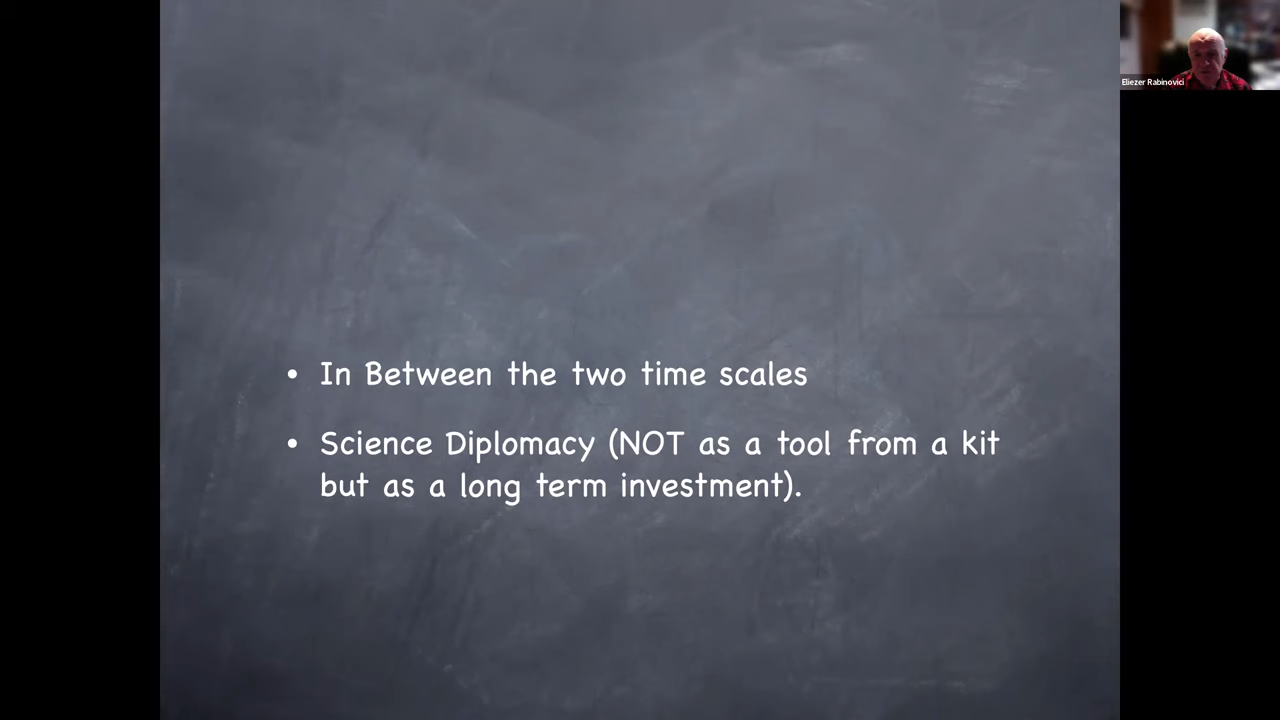 Eliezer Rabinovici
• In Between the two time scales
• Science Diplomacy (NOT as a tool from a kit
but as a long term investment).